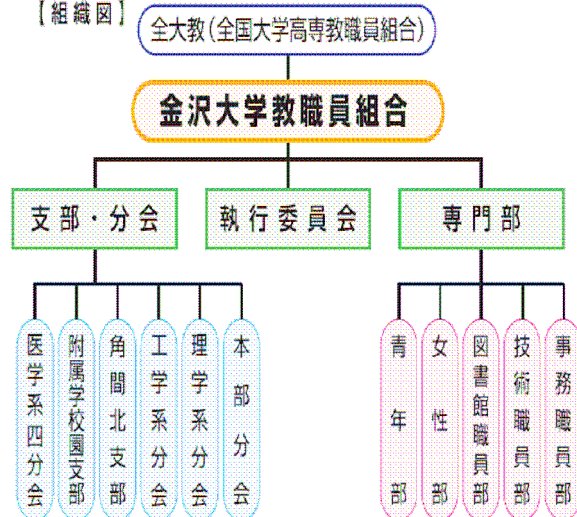 【組織図】
全大教(全国大学高専教職員組合)
金沢大学教職員組合
支部・分会
執行委員会
専門部
医学系四分会
附属学校園支部
角間北支部
工学系分会
理学系分会
本部分会
青年部
女性部
図書館職員部
技術職員部
事務職員部